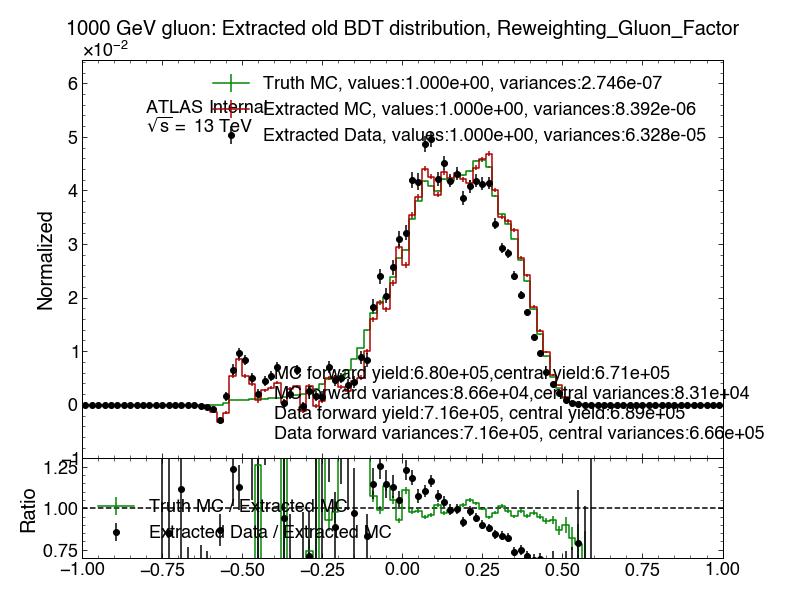 1000 GeV gluon: Extracted old BDT distribution, Reweighting_Gluon_Factor
×10⁻²
Truth MC, values:1.000e+00, variances:2.746e-07
ATLAS Internal
Extracted MC, values:1.000e+00, variances:8.392e-06
√s = 13 TeV
Extracted Data, values:1.000e+00, variances:6.328e-05
6
5
4
3
2
1
0
−1
Normalized
MC forward yield:6.80e+05,central yield:6.71e+05
MC forward variances:8.66e+04,central variances:8.31e+04
Data forward yield:7.16e+05, central yield:6.89e+05
Data forward variances:7.16e+05, central variances:6.66e+05
1.25
1.00
0.75
Ratio
Truth MC / Extracted MC
Extracted Data / Extracted MC
−1.00 −0.75 −0.50 −0.25 0.00 0.25 0.50 0.75 1.00